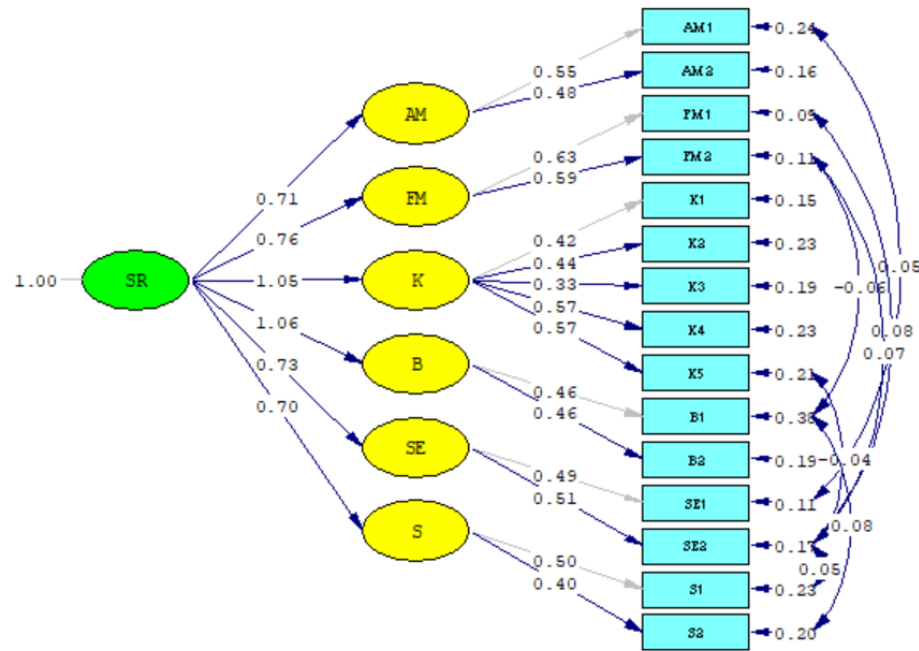 AM1 0.24
0.55
AM2 0.16
0.48
AM
FM1 0.05
0.63
FM2 0.11
0.59
0.71
FM
K1 0.15
0.76
0.42
K2 0.23
0.44
0.05
1.00 SR 1.05 K
0.33 K3 0.19 -0.06
0.57
0.57
K4 0.23 0.08
1.06
0.07
B
K5 0.21
0.73
0.46
B1 0.38
0.70
0.46
SE
B2 0.19 -0.04
0.49
SE1 0.11
0.51
0.08
S
SE2 0.17
0.50
0.05
S1 0.23
0.40
S2 0.20